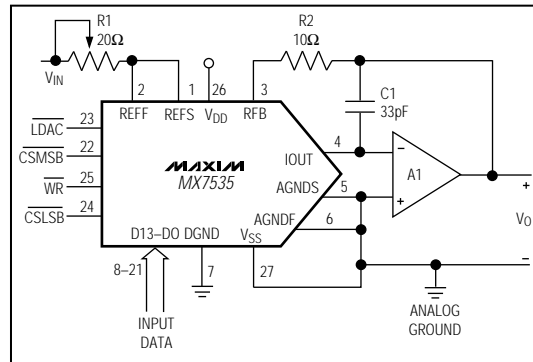 R1
20Ω
R2
10Ω
VIN
C1
33pF
2
1
26
3
REFF
REFS
VDD
RFB
LDAC
23
4
IOUT
−
CSMSB
22
MAXIM
MX7535
A1
WR
25
AGNDS
5
+
+
CSLSB
24
AGNDF
6
VO
D13–DO
DGND
VSS
8–21
7
27
−
INPUT
DATA
ANALOG
GROUND